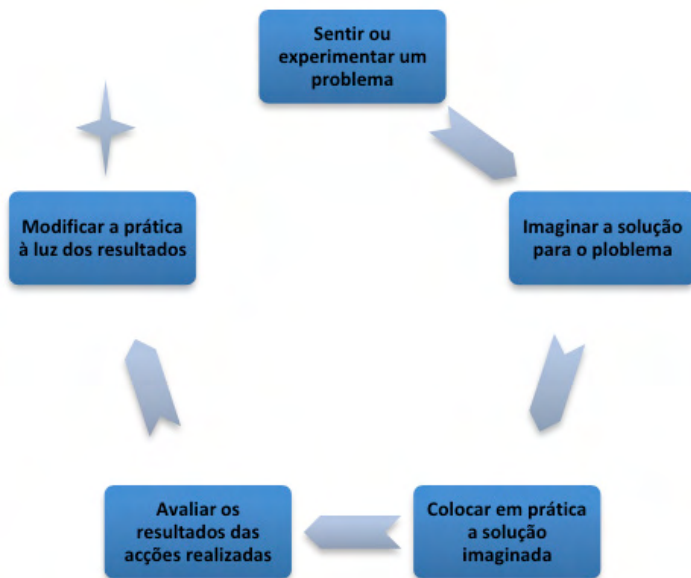 Sentir ou
experimentar um
problema
Imaginar a solução
para o ploblema
Colocar em prática
a solução
imaginada
Avaliar os
resultados das
acções realizadas
Modificar a prática
à luz dos resultados